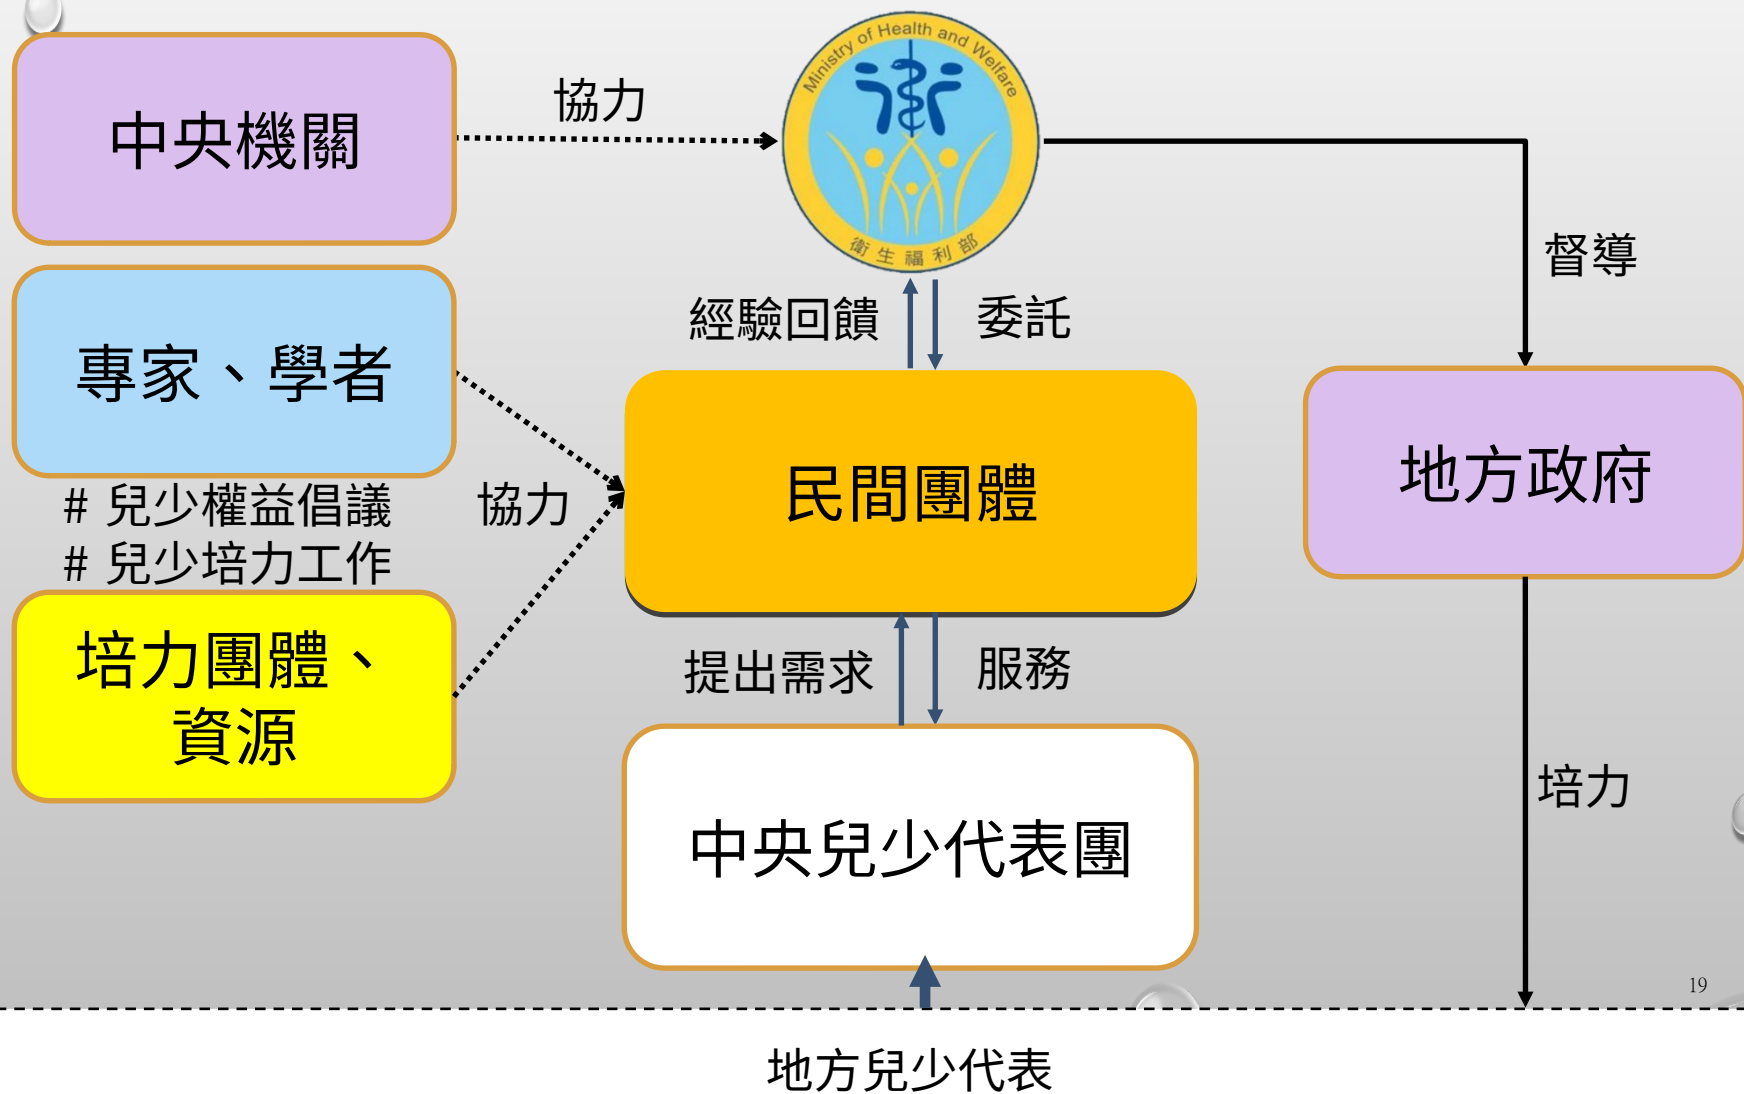 中央機關
協力
Ministry of Health and Welfare
衛生福利部
督導
專家、學者
經驗回饋
委託
民間團體
地方政府
# 兒少權益倡議
# 兒少培力工作
協力
培力團體、
資源
提出需求
服務
培力
中央兒少代表團
19
地方兒少代表